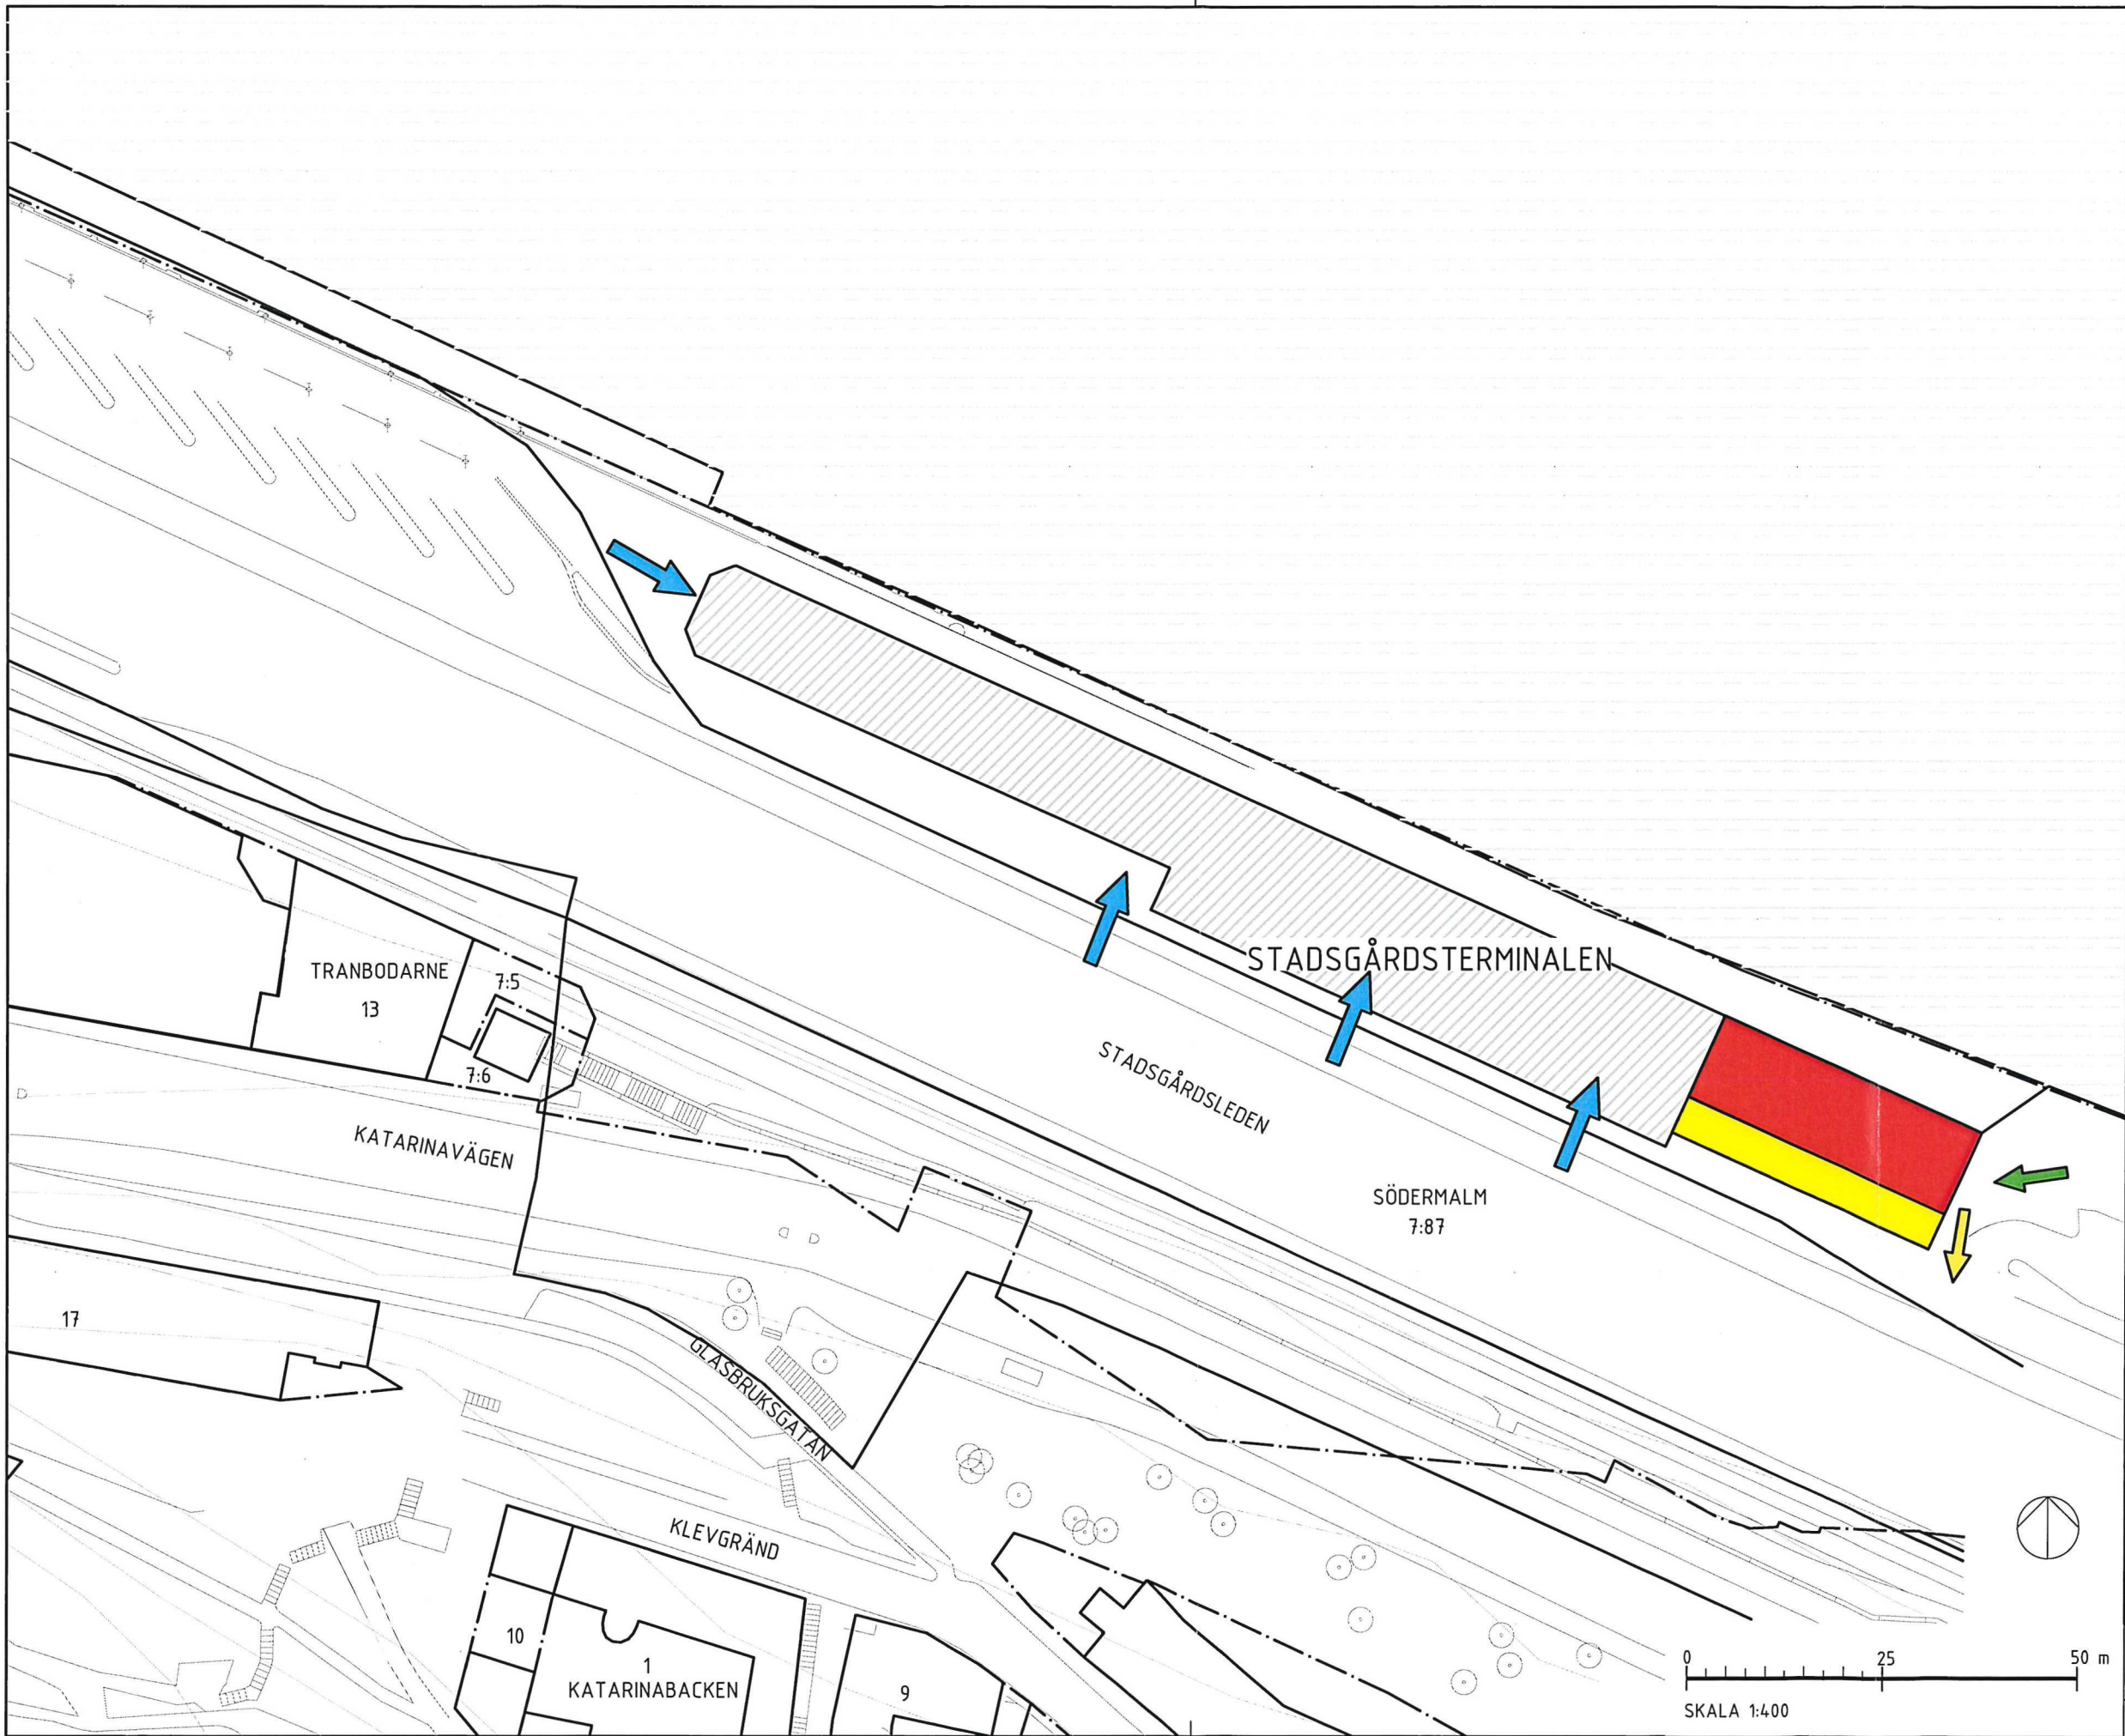 STADSGÅRDSTERMINALEN
TRANBODARNE
13
7:5
7:6
STADSGÅRDSLEDEN
KATARINAVÄGEN
SÖDERMALM
7:87
17
GLASBRUKSGATAN
KLEVGRÄND
10
1
KATARINABACKEN
9
0 25 50 m
SKALA 1:400